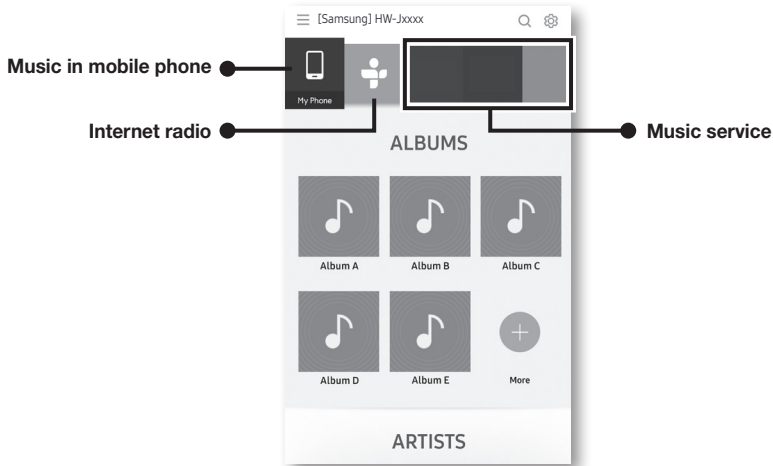 [Samsung] HW-Jxxxx
Music in mobile phone
My Phone
Internet radio
Music service
ALBUMS
Album A Album B Album C
Album D Album E More
ARTISTS